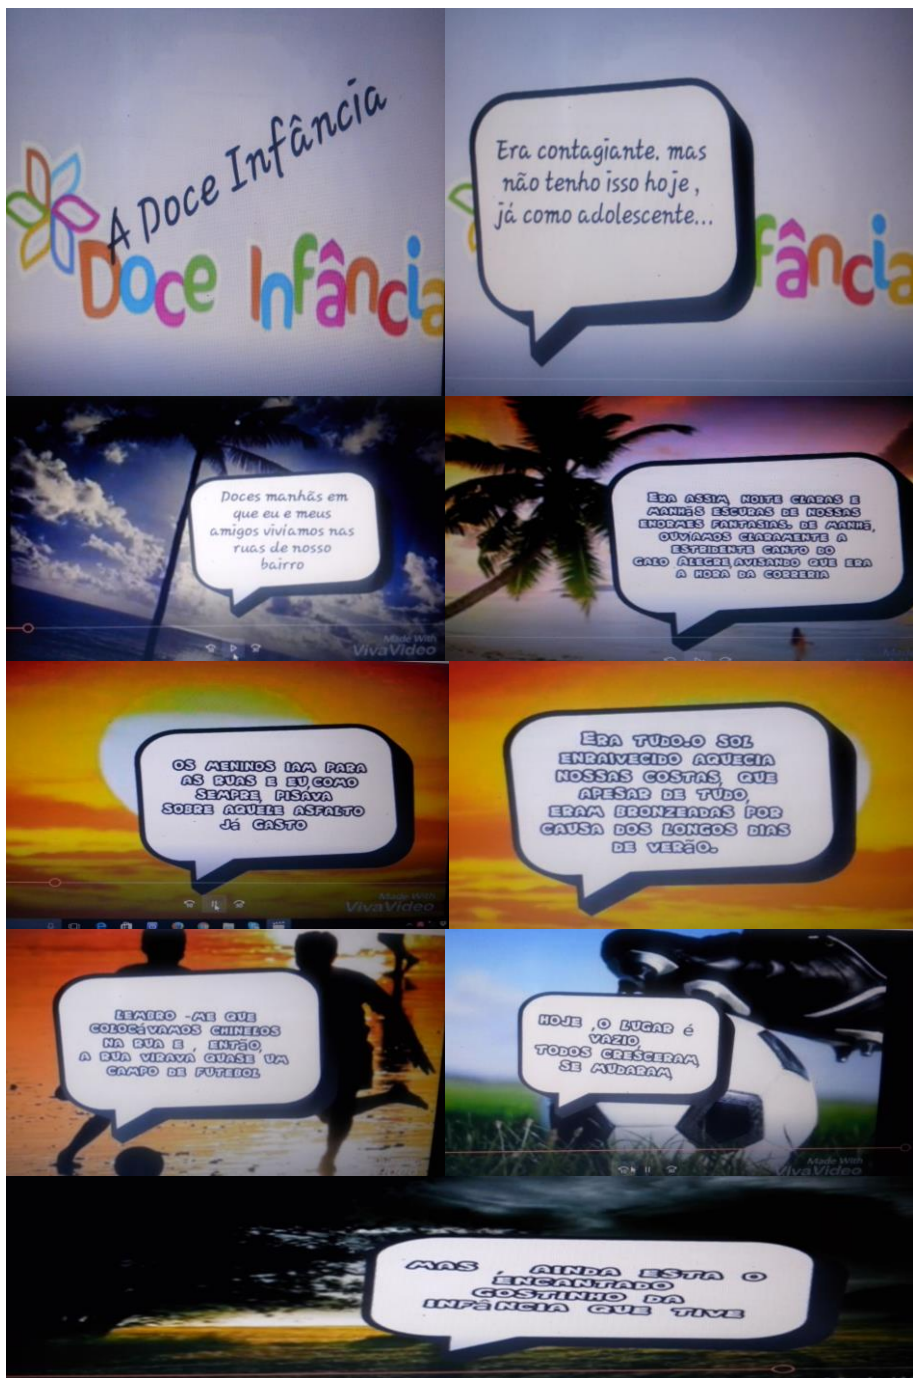 A Doce Infância
Doce Infância
Era contagiante. mas
não tenho isso hoje,
já como adolescente...
fância
Doces manhãs em
que eu e meus
amigos vivíamos nas
ruas de nosso
bairro
Made With
VivaVideo
ERA ASSIM NOITE CLARAS E
MANHãS ESCURAS DE NOSSAS
ENORMES FANTASIAS. DE MANHã,
OUVíAMOS CLARAMENTE A
ESTRIDENTE CANTO DO
GALO ALEGRE,AVISANDO QUE ERA
A HORA DA CORRERIA
Made
OS MENINOS IAM PARA
AS RUAS E EU,COMO
SEMPRE, PISAVA
SOBRE AQUELE ASFALTO
Já GASTO
Made With
VivaVideo
ERA TUDO.O SOL
ENRAIVECIDO AQUECIA
NOSSAS COSTAS, QUE
APESAR DE TUDO,
ERAM BRONZEADAS POR
CAUSA DOS LONGOS DIAS
DE VERãO.
LEMBRO -ME QUE
COLOCáVAMOS CHINELOS
NA RUA E , ENTãO,
A RUA VIRAVA QUASE UM
CAMPO DE FUTEBOL
HOJE ,O LUGAR é
VAZIO
TODOS CRESCERAM,
SE MUDARAM
Made With
VivaVideo
MAS , AINDA ESTA O
ENCANTADO
GOSTINHO DA
INFâNCIA QUE TIVE